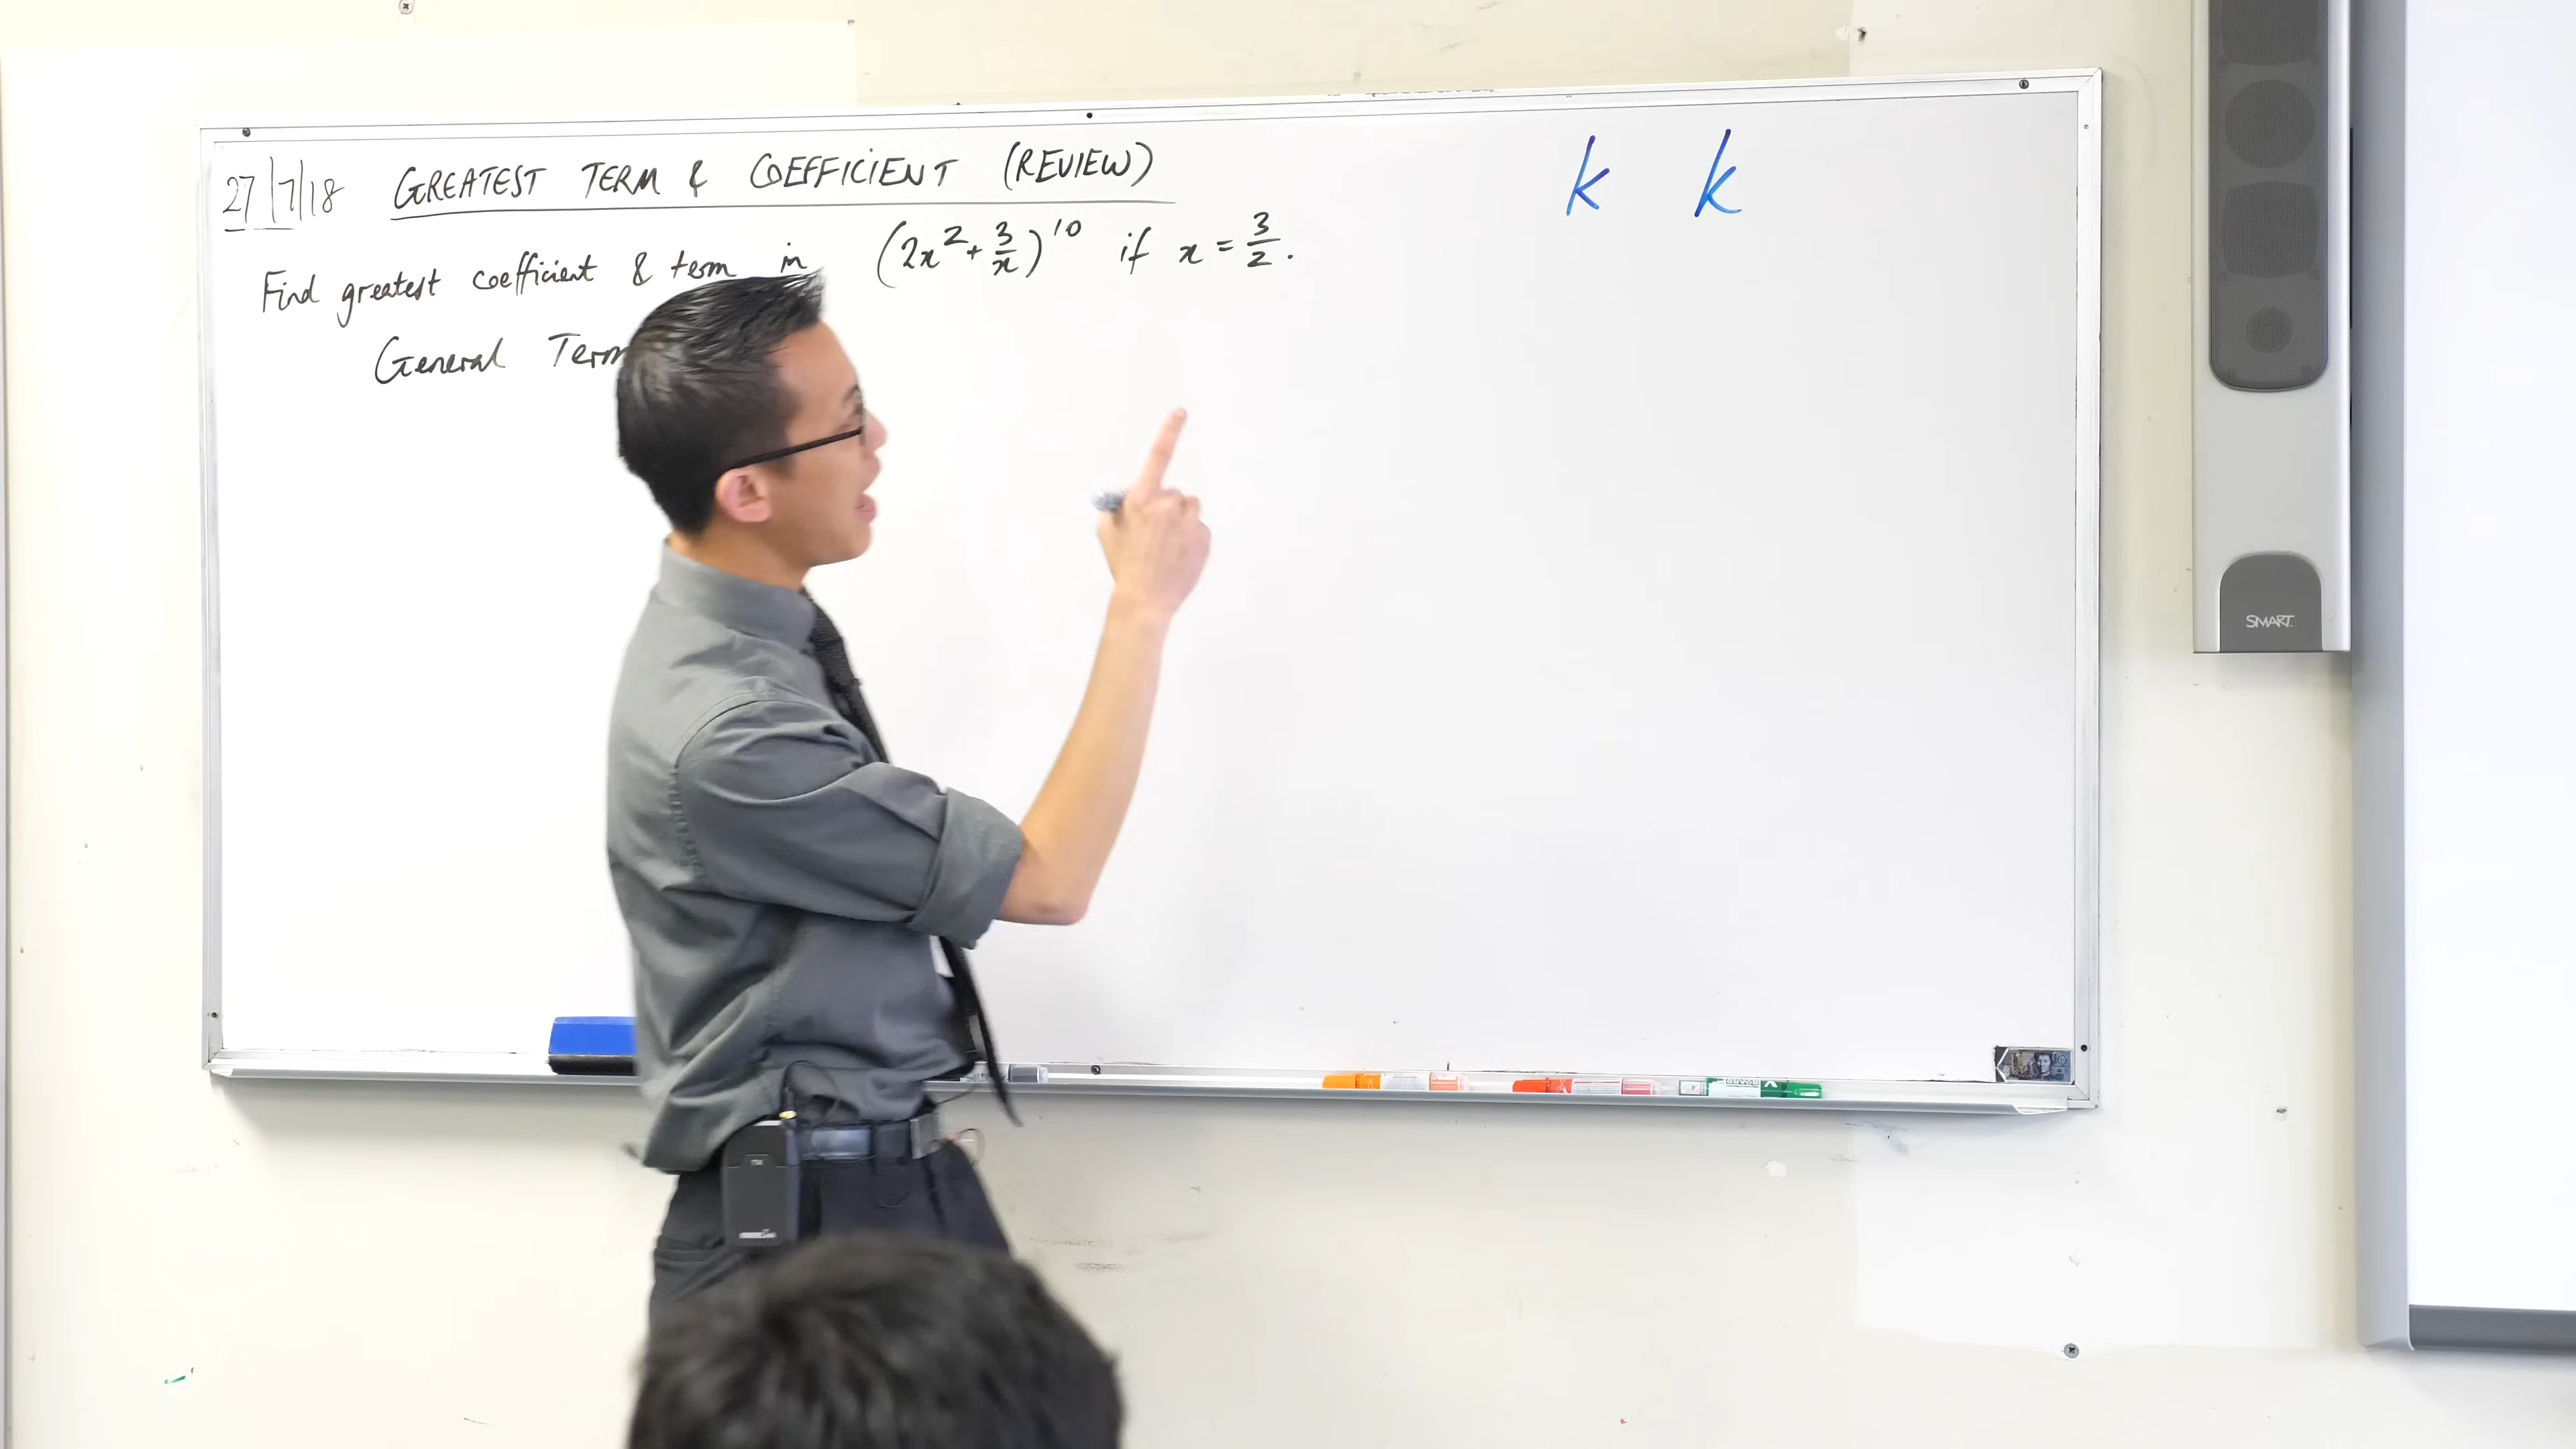 27/7/18 GREATEST TERM & COEFFICIENT (REVIEW)
k k
Find greatest coefficient & term in (2x² + 3/x)¹⁰ if x = 3/2.
General Term
SMART